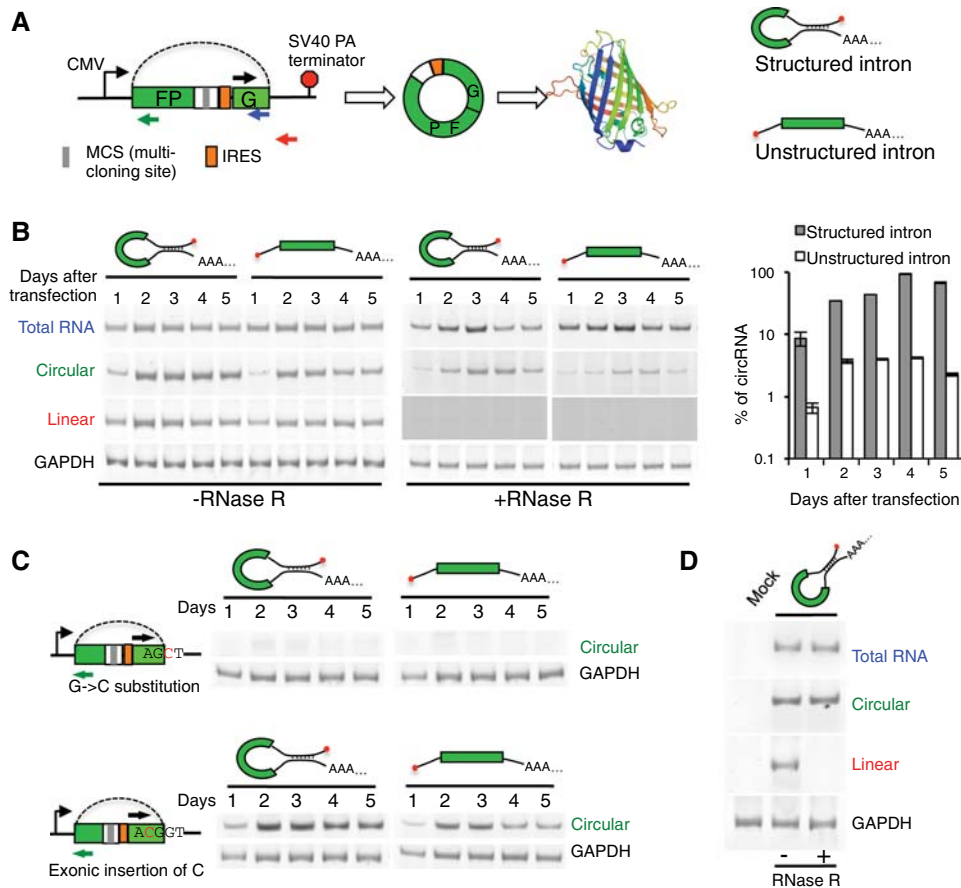 A
CMV
SV40 PA
terminator
FP
G
MCS (multi-
cloning site)
IRES
G
F
P
AAA...
Structured intron
AAA...
Unstructured intron
B
AAA...
AAA...
AAA...
AAA...
Days after
transfection
1 2 3 4 5 1 2 3 4 5
1 2 3 4 5 1 2 3 4 5
Total RNA
Circular
Linear
GAPDH
-RNase R
+RNase R
Structured intron
Unstructured intron
% of circRNA
100
10
1
0.1
1 2 3 4 5
Days after transfection
C
AAA...
AAA...
Days 1 2 3 4 5 1 2 3 4 5
AGCT
G->C substitution
Circular
GAPDH
AAA...
AAA...
Days 1 2 3 4 5 1 2 3 4 5
ACGGT
Exonic insertion of C
Circular
GAPDH
D
Mock
AAA...
Total RNA
Circular
Linear
GAPDH
- +
RNase R